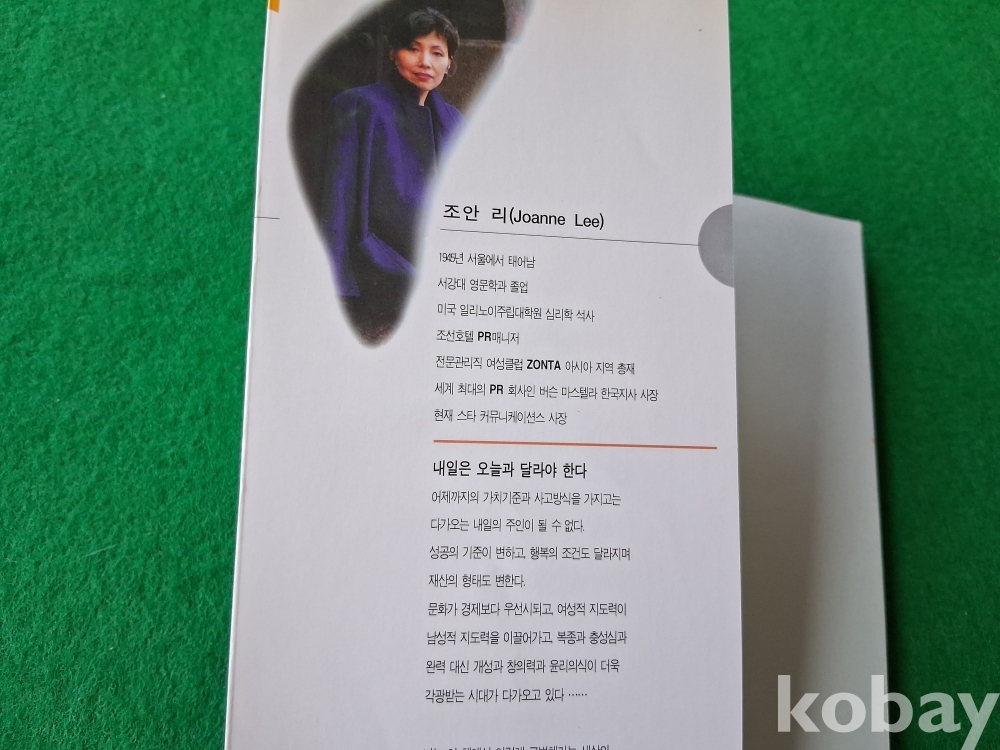 조안 리(Joanne Lee)
1945년 서울에서 태어남
서강대 영문학과 졸업
미국 일리노이주립대학원 심리학 석사
조선호텔 PR매니저
전문관리직 여성클럽 ZONTA 아시아 지역 총재
세계 최대의 PR 회사인 버슨 마스텔라 한국지사 사장
현재 스타 커뮤니케이션스 사장
내일은 오늘과 달라야 한다
어제까지의 가치기준과 사고방식을 가지고는
다가오는 내일의 주인이 될 수 없다.
성공의 기준이 변하고, 행복의 조건도 달라지며
재산의 형태도 변한다.
문화가 경제보다 우선시되고, 여성적 지도력이
남성적 지도력을 이끌어가고, 복종과 충성심과
완력 대신 개성과 창의력과 윤리의식이 더욱
각광받는 시대가 다가오고 있다 ……
kobay